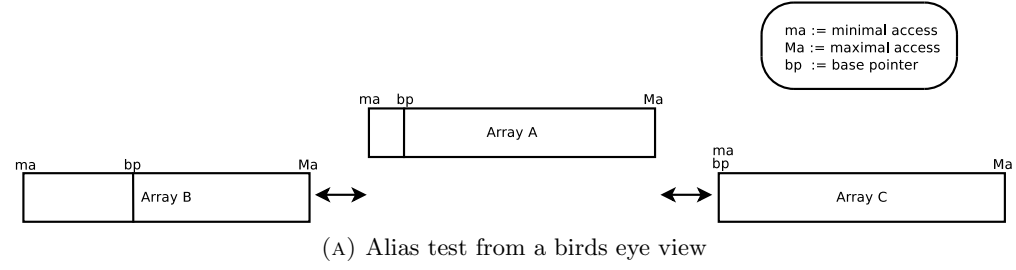 ma := minimal access
Ma := maximal access
bp := base pointer
ma bp Ma
Array A
ma bp Ma
Array B
ma
bp Ma
Array C
(A) Alias test from a birds eye view